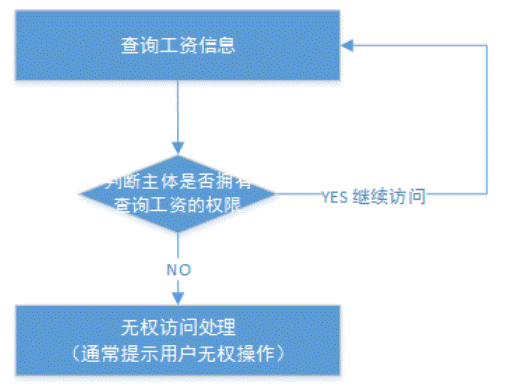 查询工资信息
判断主体是否拥有
查询工资的权限
YES 继续访问
NO
无权访问处理
（通常提示用户无权操作）